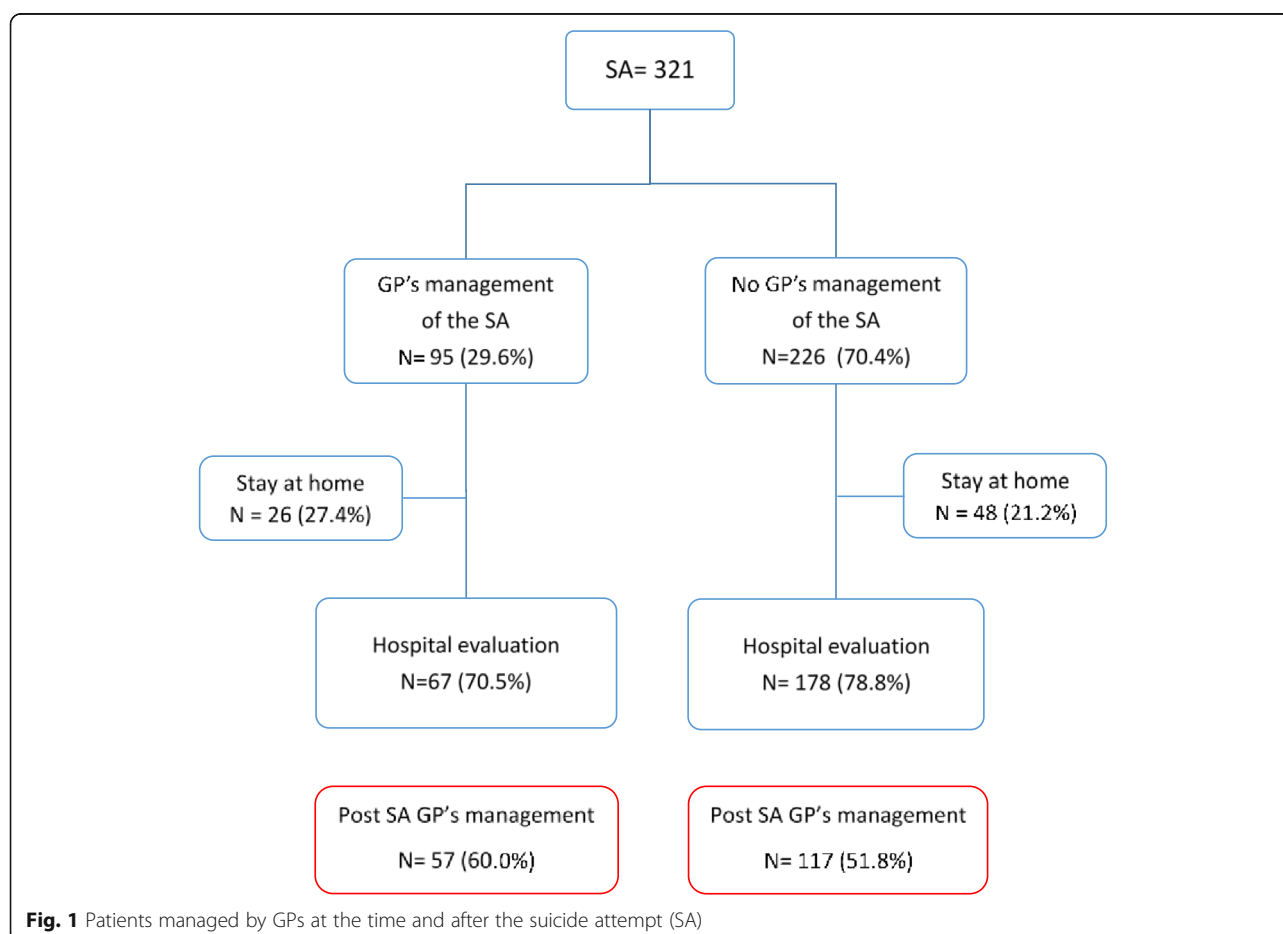 SA= 321
GP's management
of the SA
N= 95 (29.6%)
No GP's management
of the SA
N=226 (70.4%)
Stay at home
N = 26 (27.4%)
Stay at home
N = 48 (21.2%)
Hospital evaluation
N=67 (70.5%)
Hospital evaluation
N= 178 (78.8%)
Post SA GP's management
N= 57 (60.0%)
Post SA GP's management
N= 117 (51.8%)
Fig. 1 Patients managed by GPs at the time and after the suicide attempt (SA)